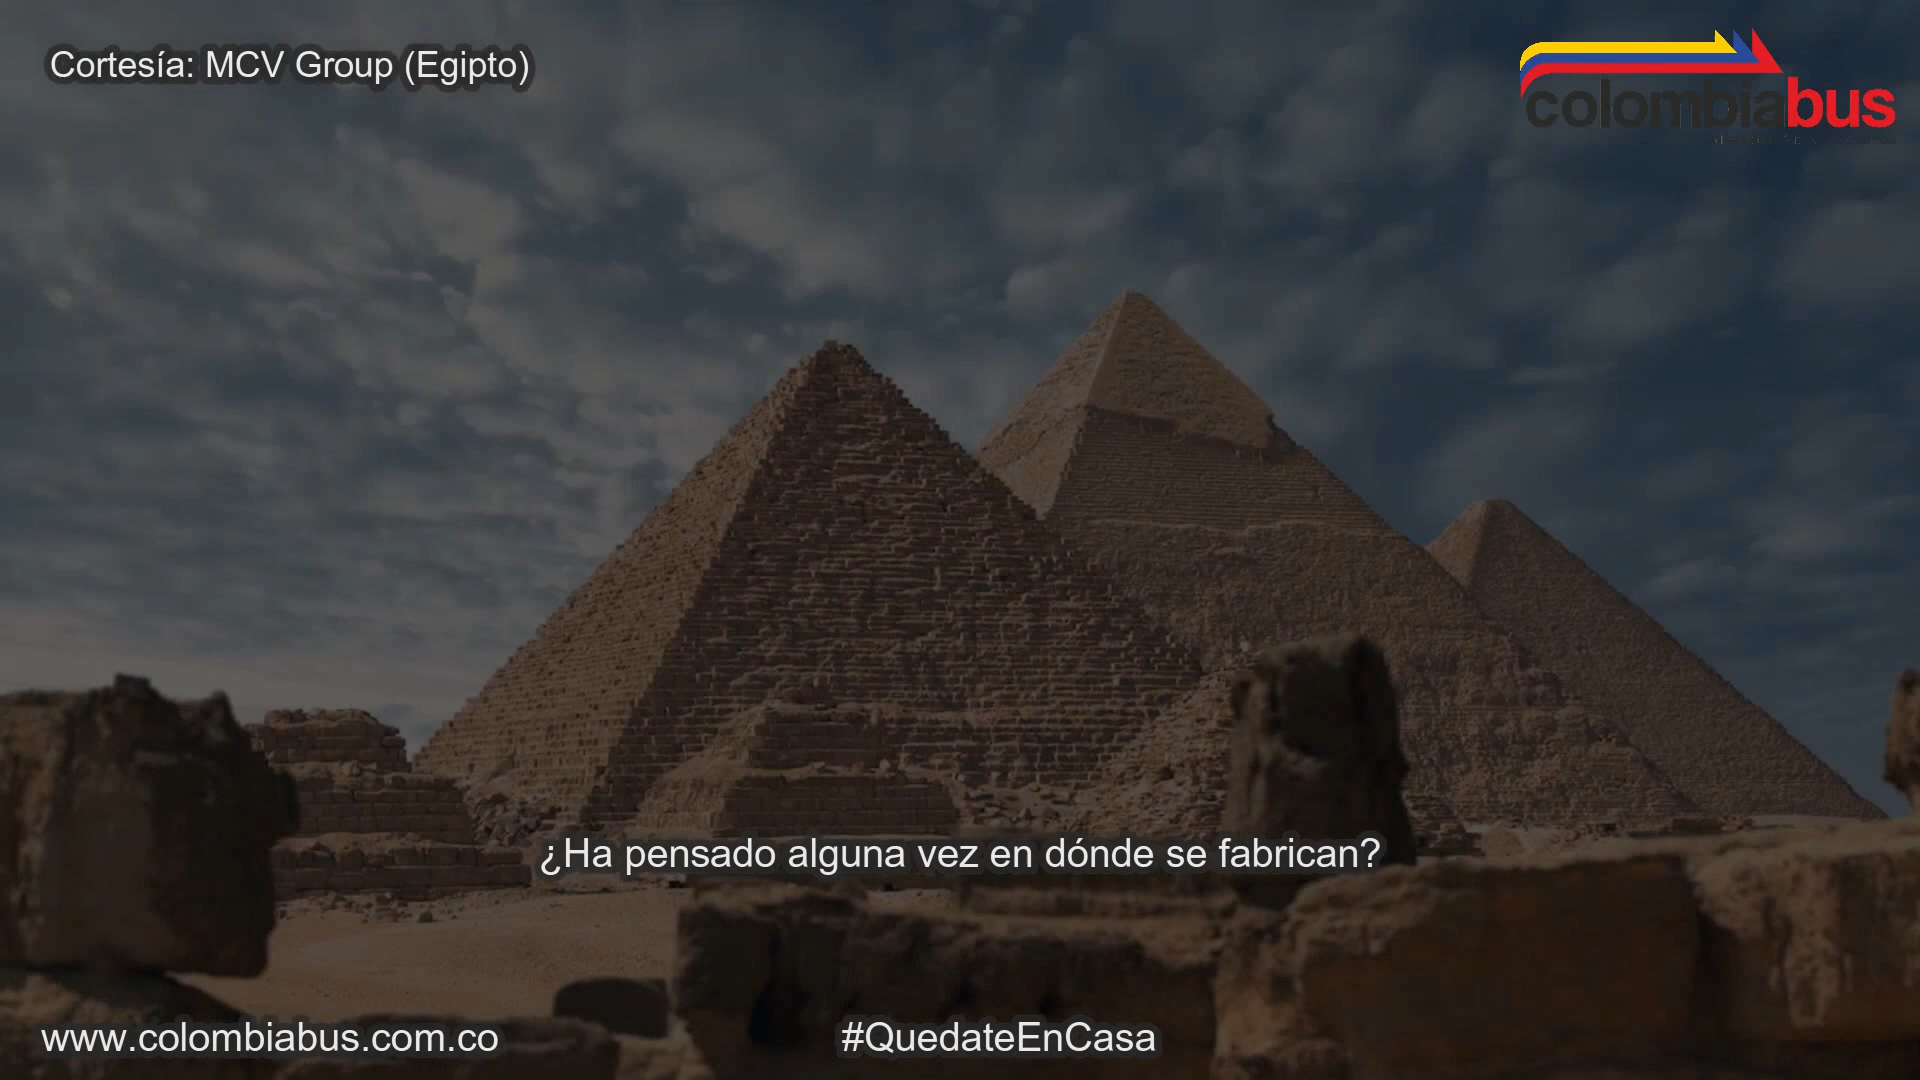 Cortesía: MCV Group (Egipto)
colombiabus
¿Ha pensado alguna vez en dónde se fabrican?
www.colombiabus.com.co
#QuedateEnCasa